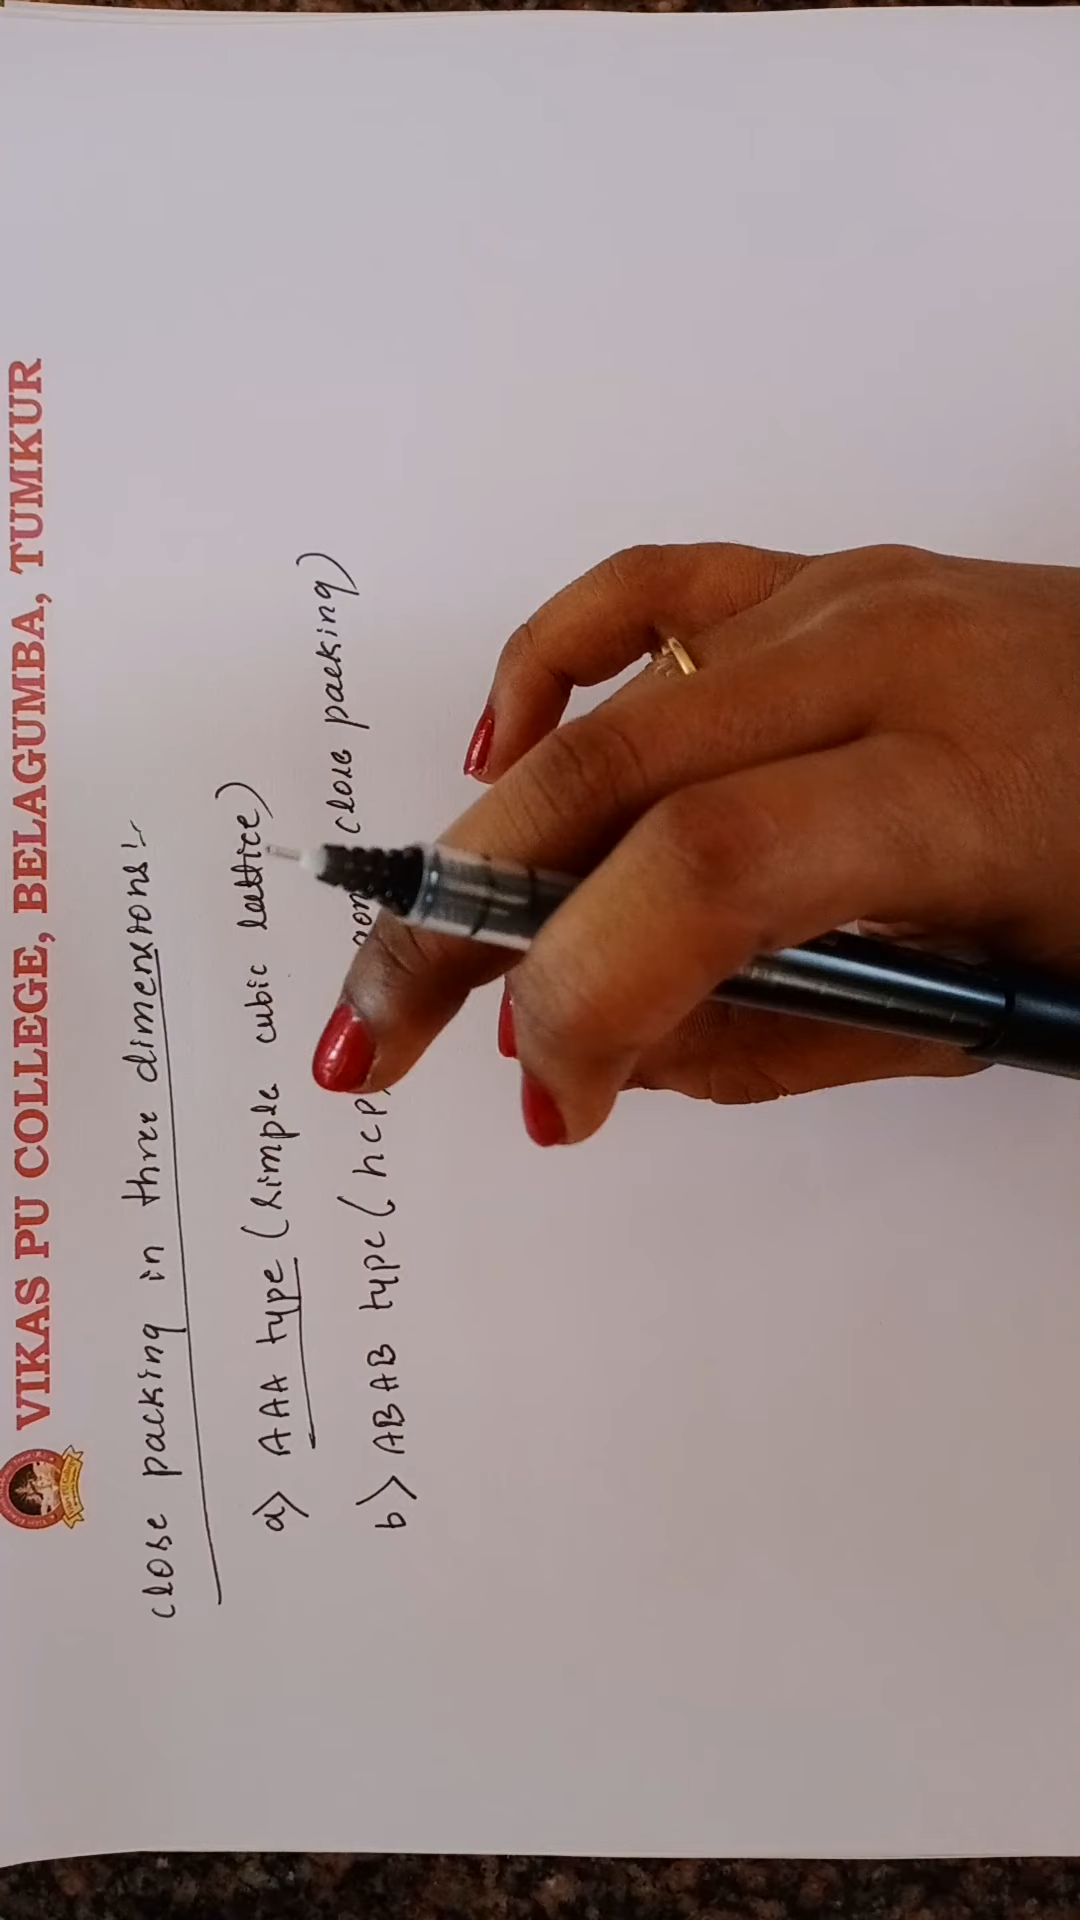 VIKAS PU COLLEGE, BELAGUMBA, TUMKUR
close packing in three dimensions:-
a) AAA type (simple cubic lattice)
b) ABAB type (hcp, close packing)